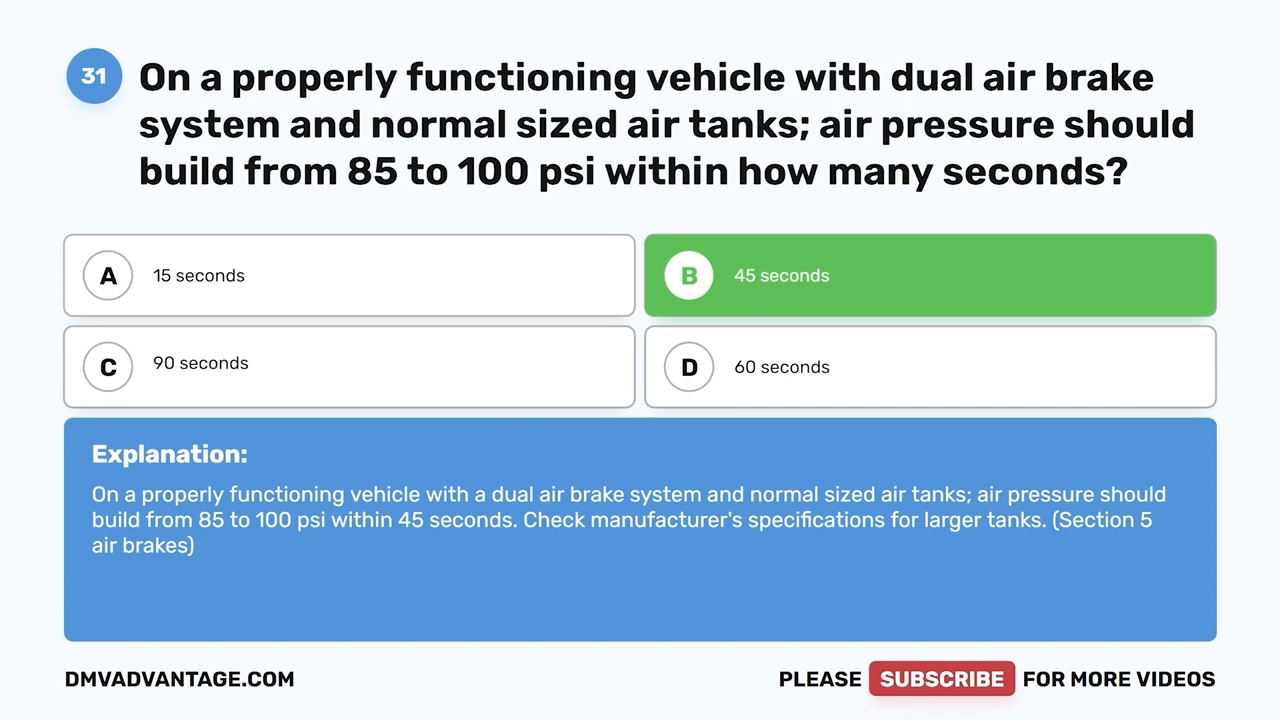 31
On a properly functioning vehicle with dual air brake
system and normal sized air tanks; air pressure should
build from 85 to 100 psi within how many seconds?
A 15 seconds
B 45 seconds
C 90 seconds
D 60 seconds
Explanation:
On a properly functioning vehicle with a dual air brake system and normal sized air tanks; air pressure should
build from 85 to 100 psi within 45 seconds. Check manufacturer's specifications for larger tanks. (Section 5
air brakes)
DMVADVANTAGE.COM
PLEASE SUBSCRIBE FOR MORE VIDEOS